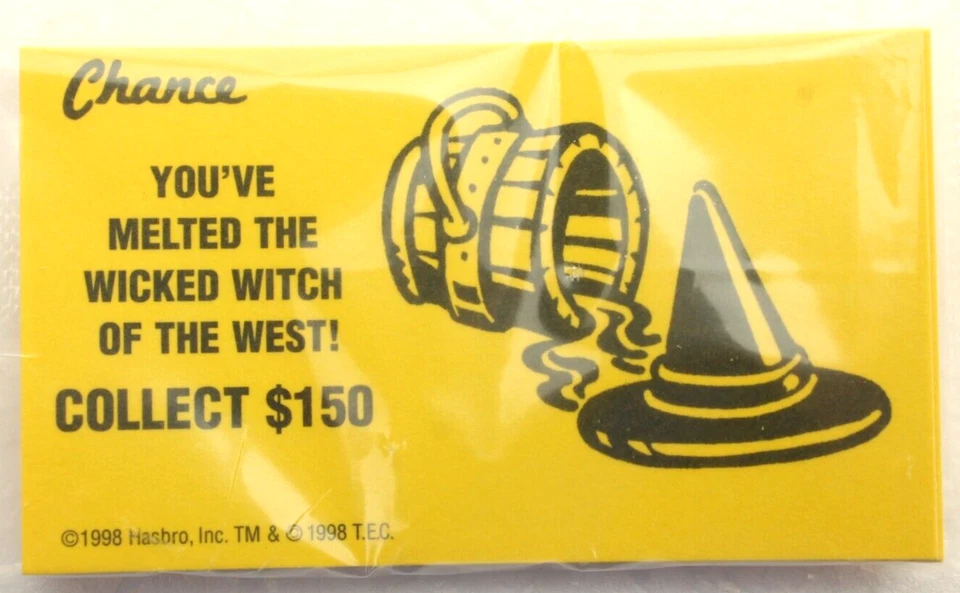 Chance
YOU'VE
MELTED THE
WICKED WITCH
OF THE WEST!
COLLECT $150
©1998 Hasbro, Inc. TM & © 1998 T.E.C.